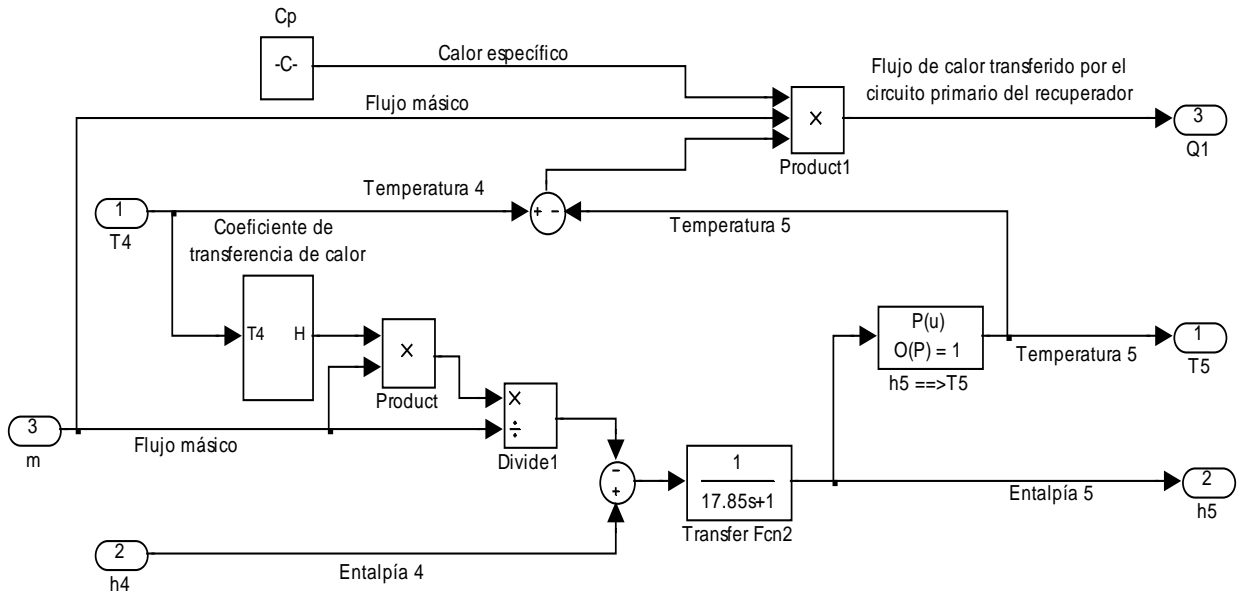 Cp
-C-
Calor específico
Flujo de calor transferido por el
circuito primario del recuperador
Flujo másico
×
Product1
3
Q1
1
T4
Temperatura 4
+ -
Temperatura 5
Coeficiente de
transferencia de calor
T4 H
×
Product
P(u)
O(P) = 1
h5 ==>T5
Temperatura 5
1
T5
3
m
Flujo másico
×
÷
Divide1
-
+
1
17.85s+1
Transfer Fcn2
Entalpía 5
2
h5
2
h4
Entalpía 4